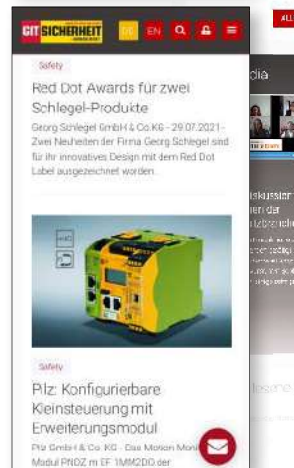 GIT SICHERHEIT
DE EN
ALL
Safety
Red Dot Awards für zwei
Schlegel-Produkte
Georg Schlegel GmbH & Co.KG - 29.07.2021 -
Zwei Neuheiten der Firma Georg Schlegel sind
für ihr innovatives Design mit dem Red Dot
Label ausgezeichnet worden.
Safety
Pilz: Konfigurierbare
Kleinsteuerung mit
Erweiterungsmodul
Pilz GmbH & Co. KG - Das Motion Moni
Modul PNOZ m EF 1MM2DO der
dia